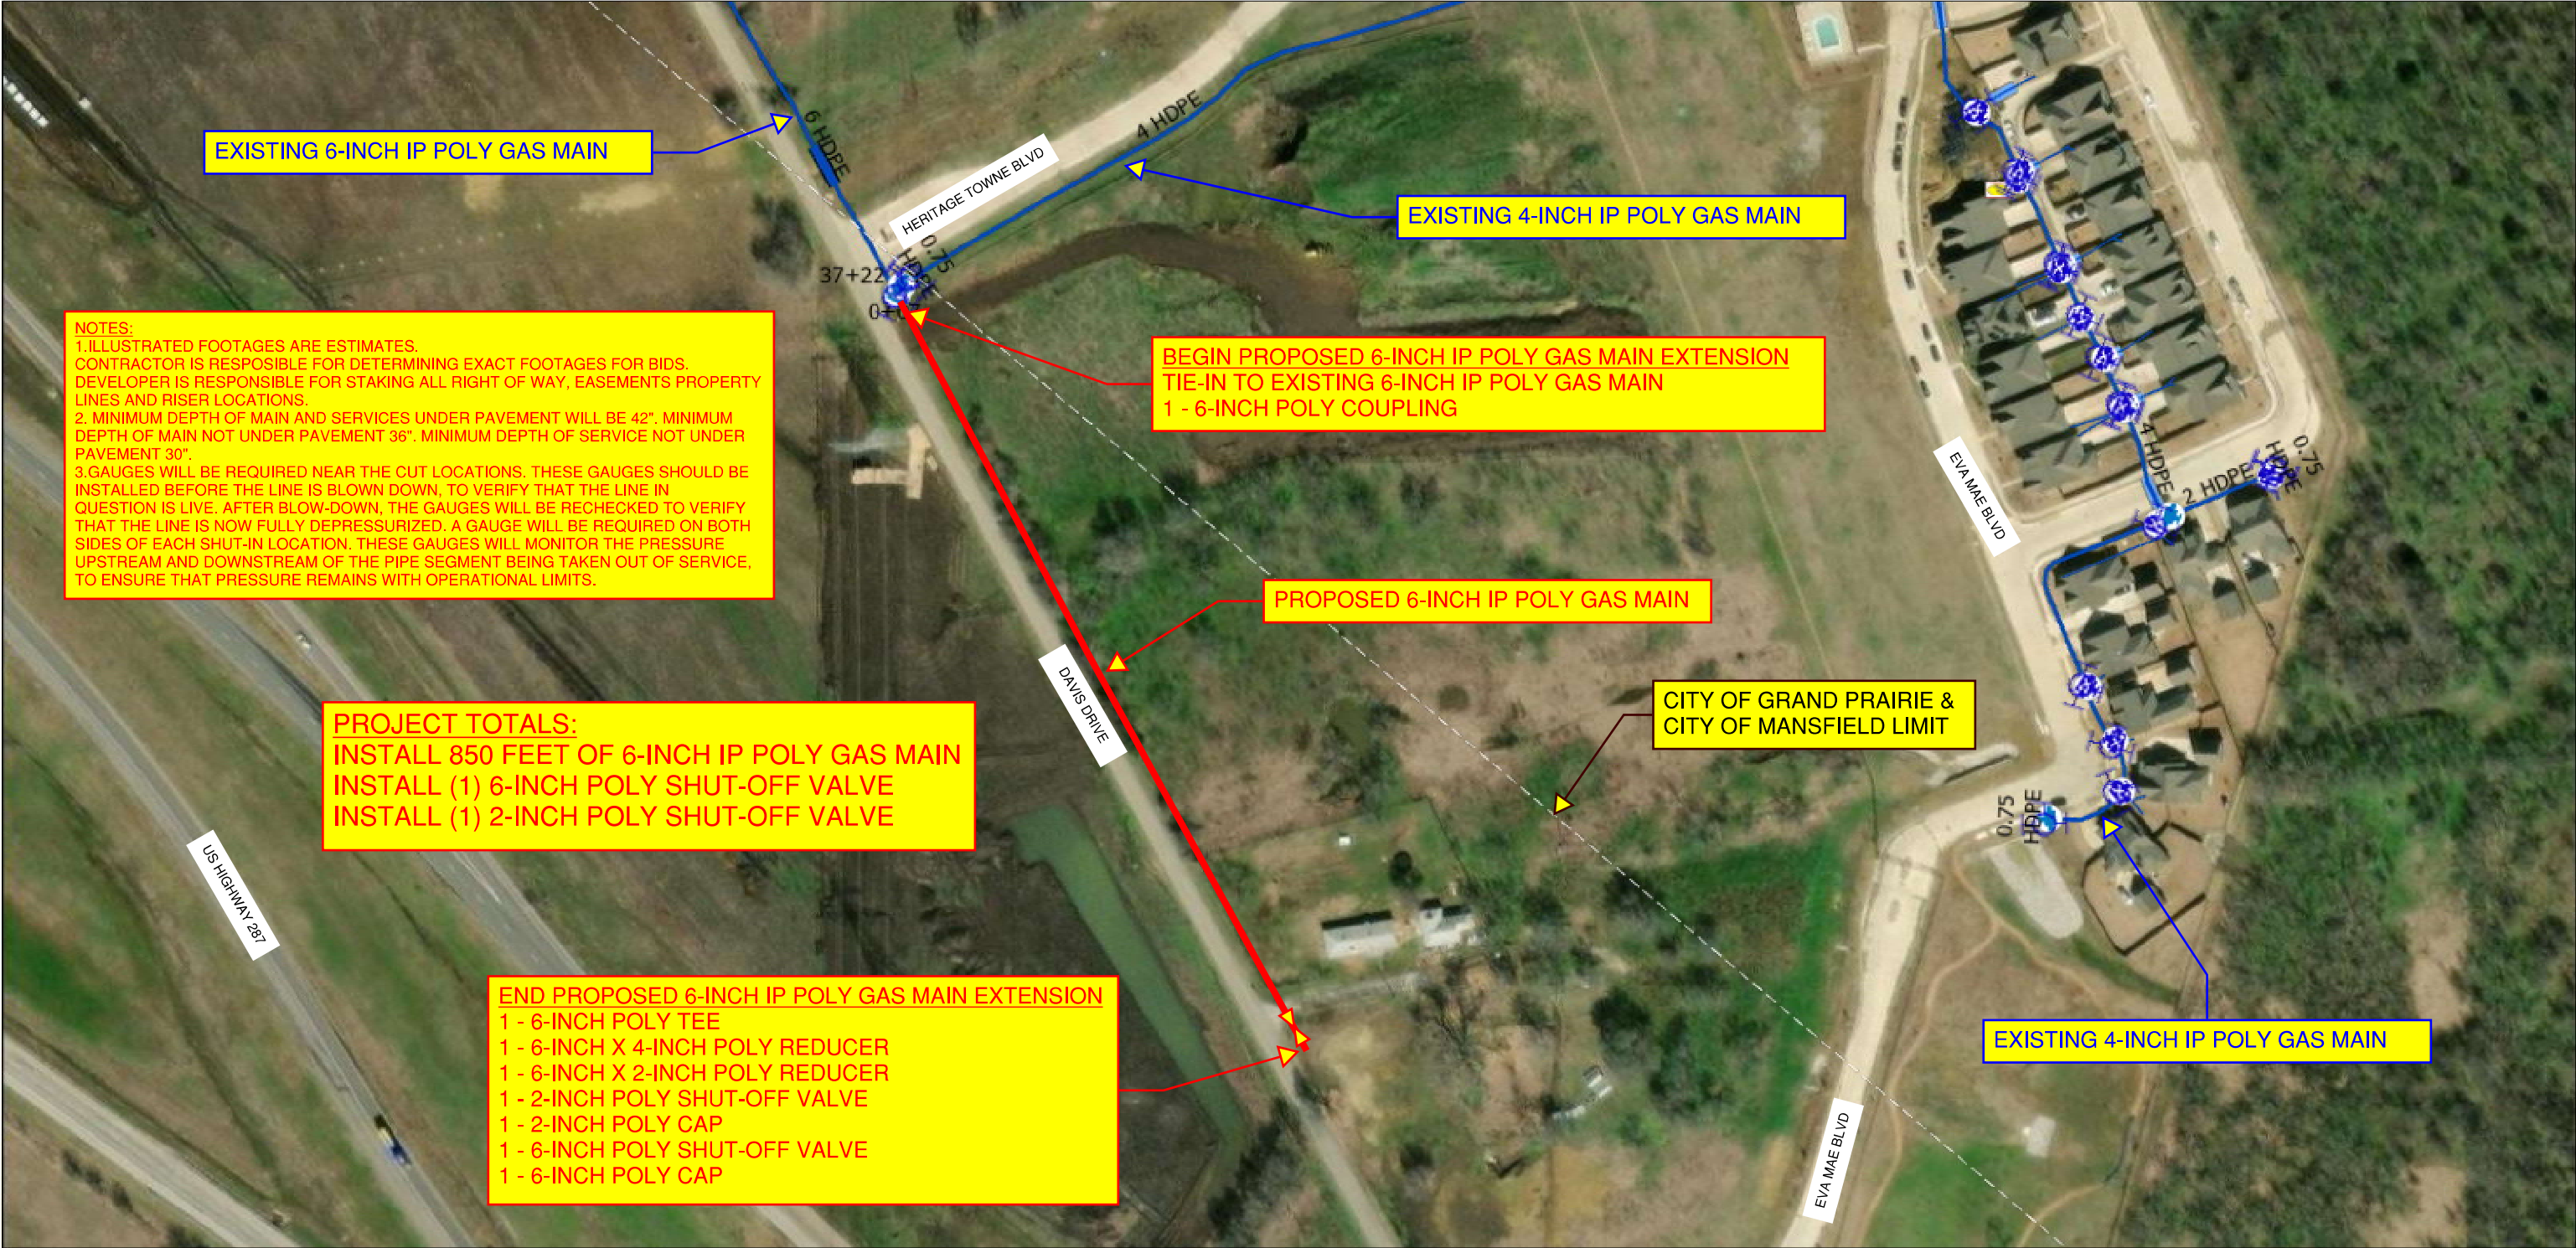 EXISTING 6-INCH IP POLY GAS MAIN
6 HDPE
4 HDPE
HERITAGE TOWNE BLVD
EXISTING 4-INCH IP POLY GAS MAIN
0.75
HDPE
37+22
NOTES:
1.ILLUSTRATED FOOTAGES ARE ESTIMATES.
CONTRACTOR IS RESPOSIBLE FOR DETERMINING EXACT FOOTAGES FOR BIDS.
DEVELOPER IS RESPONSIBLE FOR STAKING ALL RIGHT OF WAY, EASEMENTS PROPERTY
LINES AND RISER LOCATIONS.
2. MINIMUM DEPTH OF MAIN AND SERVICES UNDER PAVEMENT WILL BE 42". MINIMUM
DEPTH OF MAIN NOT UNDER PAVEMENT 36". MINIMUM DEPTH OF SERVICE NOT UNDER
PAVEMENT 30".
3.GAUGES WILL BE REQUIRED NEAR THE CUT LOCATIONS. THESE GAUGES SHOULD BE
INSTALLED BEFORE THE LINE IS BLOWN DOWN, TO VERIFY THAT THE LINE IN
QUESTION IS LIVE. AFTER BLOW-DOWN, THE GAUGES WILL BE RECHECKED TO VERIFY
THAT THE LINE IS NOW FULLY DEPRESSURIZED. A GAUGE WILL BE REQUIRED ON BOTH
SIDES OF EACH SHUT-IN LOCATION. THESE GAUGES WILL MONITOR THE PRESSURE
UPSTREAM AND DOWNSTREAM OF THE PIPE SEGMENT BEING TAKEN OUT OF SERVICE,
TO ENSURE THAT PRESSURE REMAINS WITH OPERATIONAL LIMITS.
BEGIN PROPOSED 6-INCH IP POLY GAS MAIN EXTENSION
TIE-IN TO EXISTING 6-INCH IP POLY GAS MAIN
1 - 6-INCH POLY COUPLING
EVA MAE BLVD
4 HDPE
2 HDPE
0.75
HDPE
PROPOSED 6-INCH IP POLY GAS MAIN
DAVIS DRIVE
CITY OF GRAND PRAIRIE &
CITY OF MANSFIELD LIMIT
PROJECT TOTALS:
INSTALL 850 FEET OF 6-INCH IP POLY GAS MAIN
INSTALL (1) 6-INCH POLY SHUT-OFF VALVE
INSTALL (1) 2-INCH POLY SHUT-OFF VALVE
0.75
HDPE
US HIGHWAY 287
END PROPOSED 6-INCH IP POLY GAS MAIN EXTENSION
1 - 6-INCH POLY TEE
1 - 6-INCH X 4-INCH POLY REDUCER
1 - 6-INCH X 2-INCH POLY REDUCER
1 - 2-INCH POLY SHUT-OFF VALVE
1 - 2-INCH POLY CAP
1 - 6-INCH POLY SHUT-OFF VALVE
1 - 6-INCH POLY CAP
EXISTING 4-INCH IP POLY GAS MAIN
EVA MAE BLVD